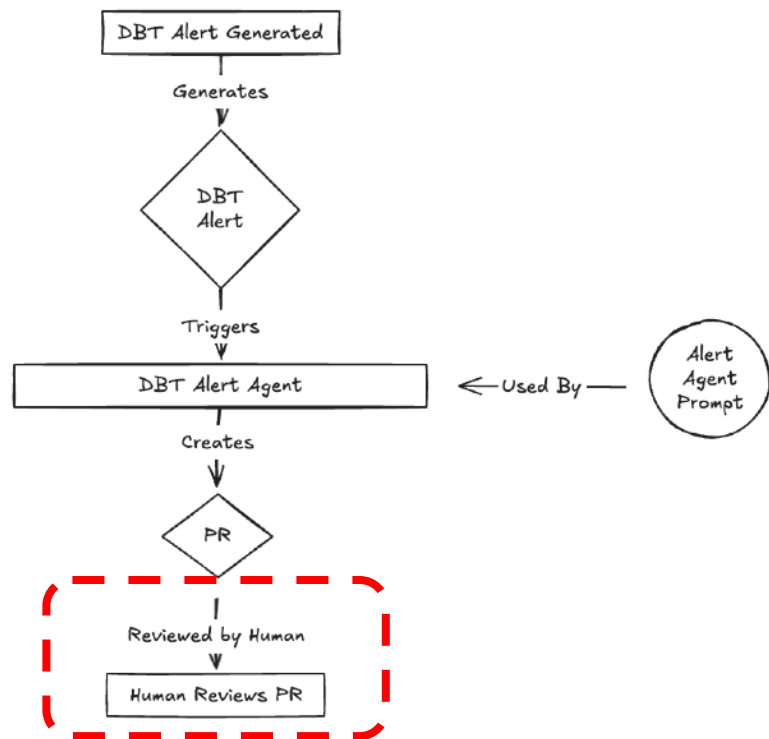 DBT Alert Generated
Generates
DBT
Alert
Triggers
DBT Alert Agent
Used By
Alert
Agent
Prompt
Creates
PR
Reviewed by Human
Human Reviews PR